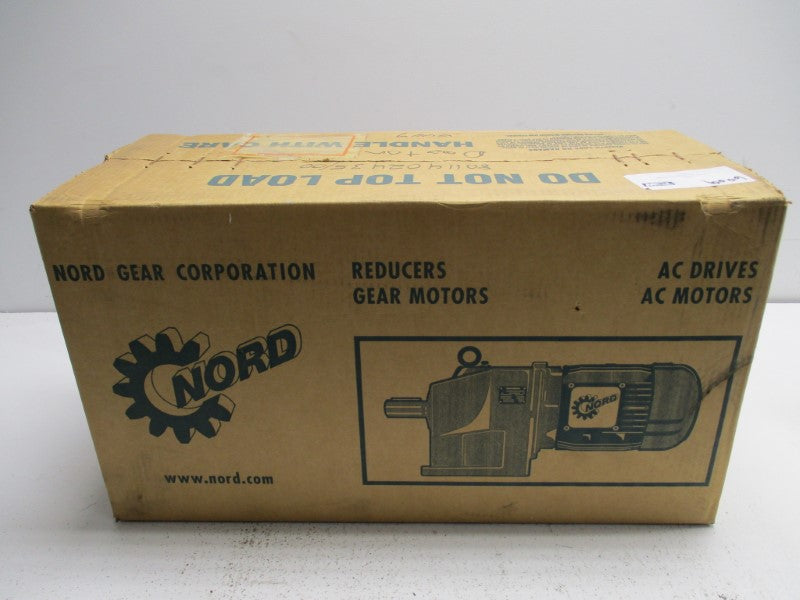 HANDLE WITH CARE
DO NOT TOP LOAD
NORD GEAR CORPORATION
REDUCERS
GEAR MOTORS
AC DRIVES
AC MOTORS
NORD
NORD
www.nord.com